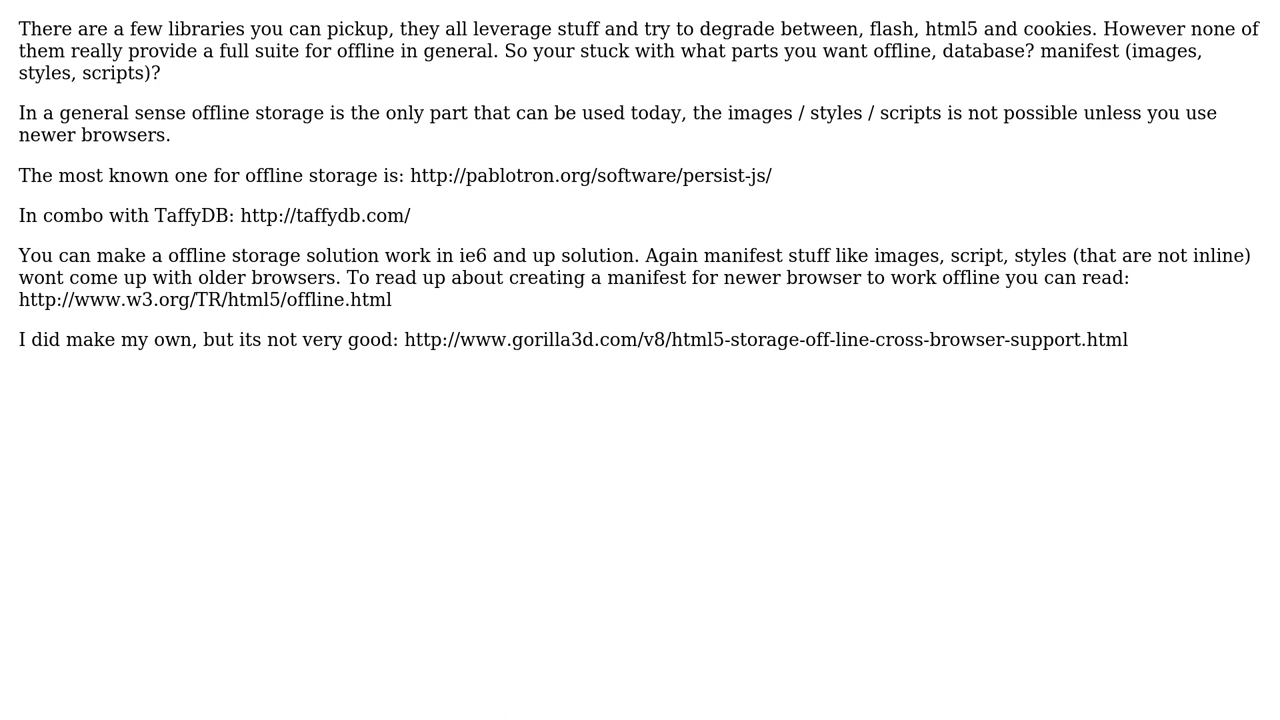 There are a few libraries you can pickup, they all leverage stuff and try to degrade between, flash, html5 and cookies. However none of
them really provide a full suite for offline in general. So your stuck with what parts you want offline, database? manifest (images,
styles, scripts)?
In a general sense offline storage is the only part that can be used today, the images / styles / scripts is not possible unless you use
newer browsers.
The most known one for offline storage is: http://pablotron.org/software/persist-js/
In combo with TaffyDB: http://taffydb.com/
You can make a offline storage solution work in ie6 and up solution. Again manifest stuff like images, script, styles (that are not inline)
wont come up with older browsers. To read up about creating a manifest for newer browser to work offline you can read:
http://www.w3.org/TR/html5/offline.html
I did make my own, but its not very good: http://www.gorilla3d.com/v8/html5-storage-off-line-cross-browser-support.html